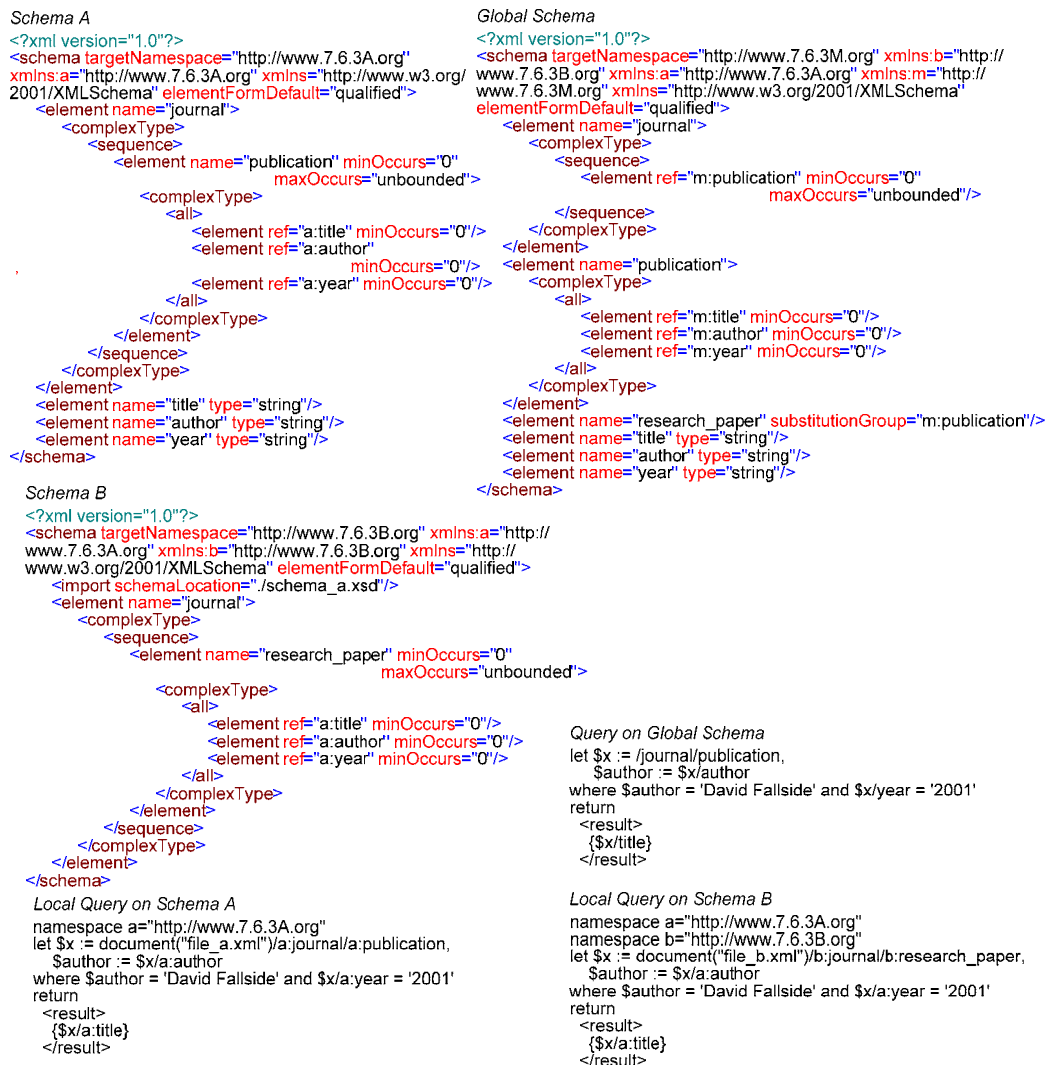 Schema A
<?xml version="1.0"?>
<schema targetNamespace="http://www.7.6.3A.org"
xmlns:a="http://www.7.6.3A.org" xmlns="http://www.w3.org/
2001/XMLSchema" elementFormDefault="qualified">
<element name="journal">
<complexType>
<sequence>
<element name="publication" minOccurs="0"
maxOccurs="unbounded">
<complexType>
<all>
<element ref="a:title" minOccurs="0"/>
<element ref="a:author"
minOccurs="0"/>
<element ref="a:year" minOccurs="0"/>
</all>
</complexType>
</element>
</sequence>
</complexType>
</element>
<element name="title" type="string"/>
<element name="author" type="string"/>
<element name="year" type="string"/>
</schema>
Global Schema
<?xml version="1.0"?>
<schema targetNamespace="http://www.7.6.3M.org" xmlns:b="http://
www.7.6.3B.org" xmlns:a="http://www.7.6.3A.org" xmlns:m="http://
www.7.6.3M.org" xmlns="http://www.w3.org/2001/XMLSchema"
elementFormDefault="qualified">
<element name="journal">
<complexType>
<sequence>
<element ref="m:publication" minOccurs="0"
maxOccurs="unbounded"/>
</sequence>
</complexType>
</element>
<element name="publication">
<complexType>
<all>
<element ref="m:title" minOccurs="0"/>
<element ref="m:author" minOccurs="0"/>
<element ref="m:year" minOccurs="0"/>
</all>
</complexType>
</element>
<element name="research_paper" substitutionGroup="m:publication"/>
<element name="title" type="string"/>
<element name="author" type="string"/>
<element name="year" type="string"/>
</schema>
Schema B
<?xml version="1.0"?>
<schema targetNamespace="http://www.7.6.3B.org" xmlns:a="http://
www.7.6.3A.org" xmlns:b="http://www.7.6.3B.org" xmlns="http://
www.w3.org/2001/XMLSchema" elementFormDefault="qualified">
<import schemaLocation="./schema_a.xsd"/>
<element name="journal">
<complexType>
<sequence>
<element name="research_paper" minOccurs="0"
maxOccurs="unbounded">
<complexType>
<all>
<element ref="a:title" minOccurs="0"/>
<element ref="a:author" minOccurs="0"/>
<element ref="a:year" minOccurs="0"/>
</all>
</complexType>
</element>
</sequence>
</complexType>
</element>
</schema>
Query on Global Schema
let $x := /journal/publication,
$author := $x/author
where $author = 'David Fallside' and $x/year = '2001'
return
<result>
{$x/title}
</result>
Local Query on Schema A
namespace a="http://www.7.6.3A.org"
let $x := document("file_a.xml")/a:journal/a:publication,
$author := $x/a:author
where $author = 'David Fallside' and $x/a:year = '2001'
return
<result>
{$x/a:title}
</result>
Local Query on Schema B
namespace a="http://www.7.6.3A.org"
namespace b="http://www.7.6.3B.org"
let $x := document("file_b.xml")/b:journal/b:research_paper,
$author := $x/a:author
where $author = 'David Fallside' and $x/a:year = '2001'
return
<result>
{$x/a:title}
</result>